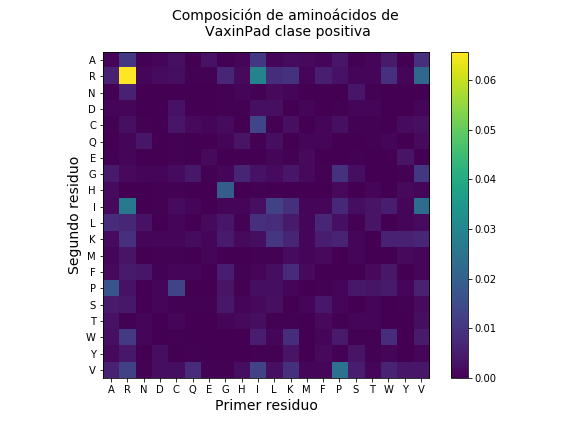 Composición de aminoácidos de
VaxinPad clase positiva
Segundo residuo
A
R
N
D
C
Q
E
G
H
I
L
K
M
F
P
S
T
W
Y
V
A R N D C Q E G H I L K M F P S T W Y V
Primer residuo
0.06
0.05
0.04
0.03
0.02
0.01
0.00